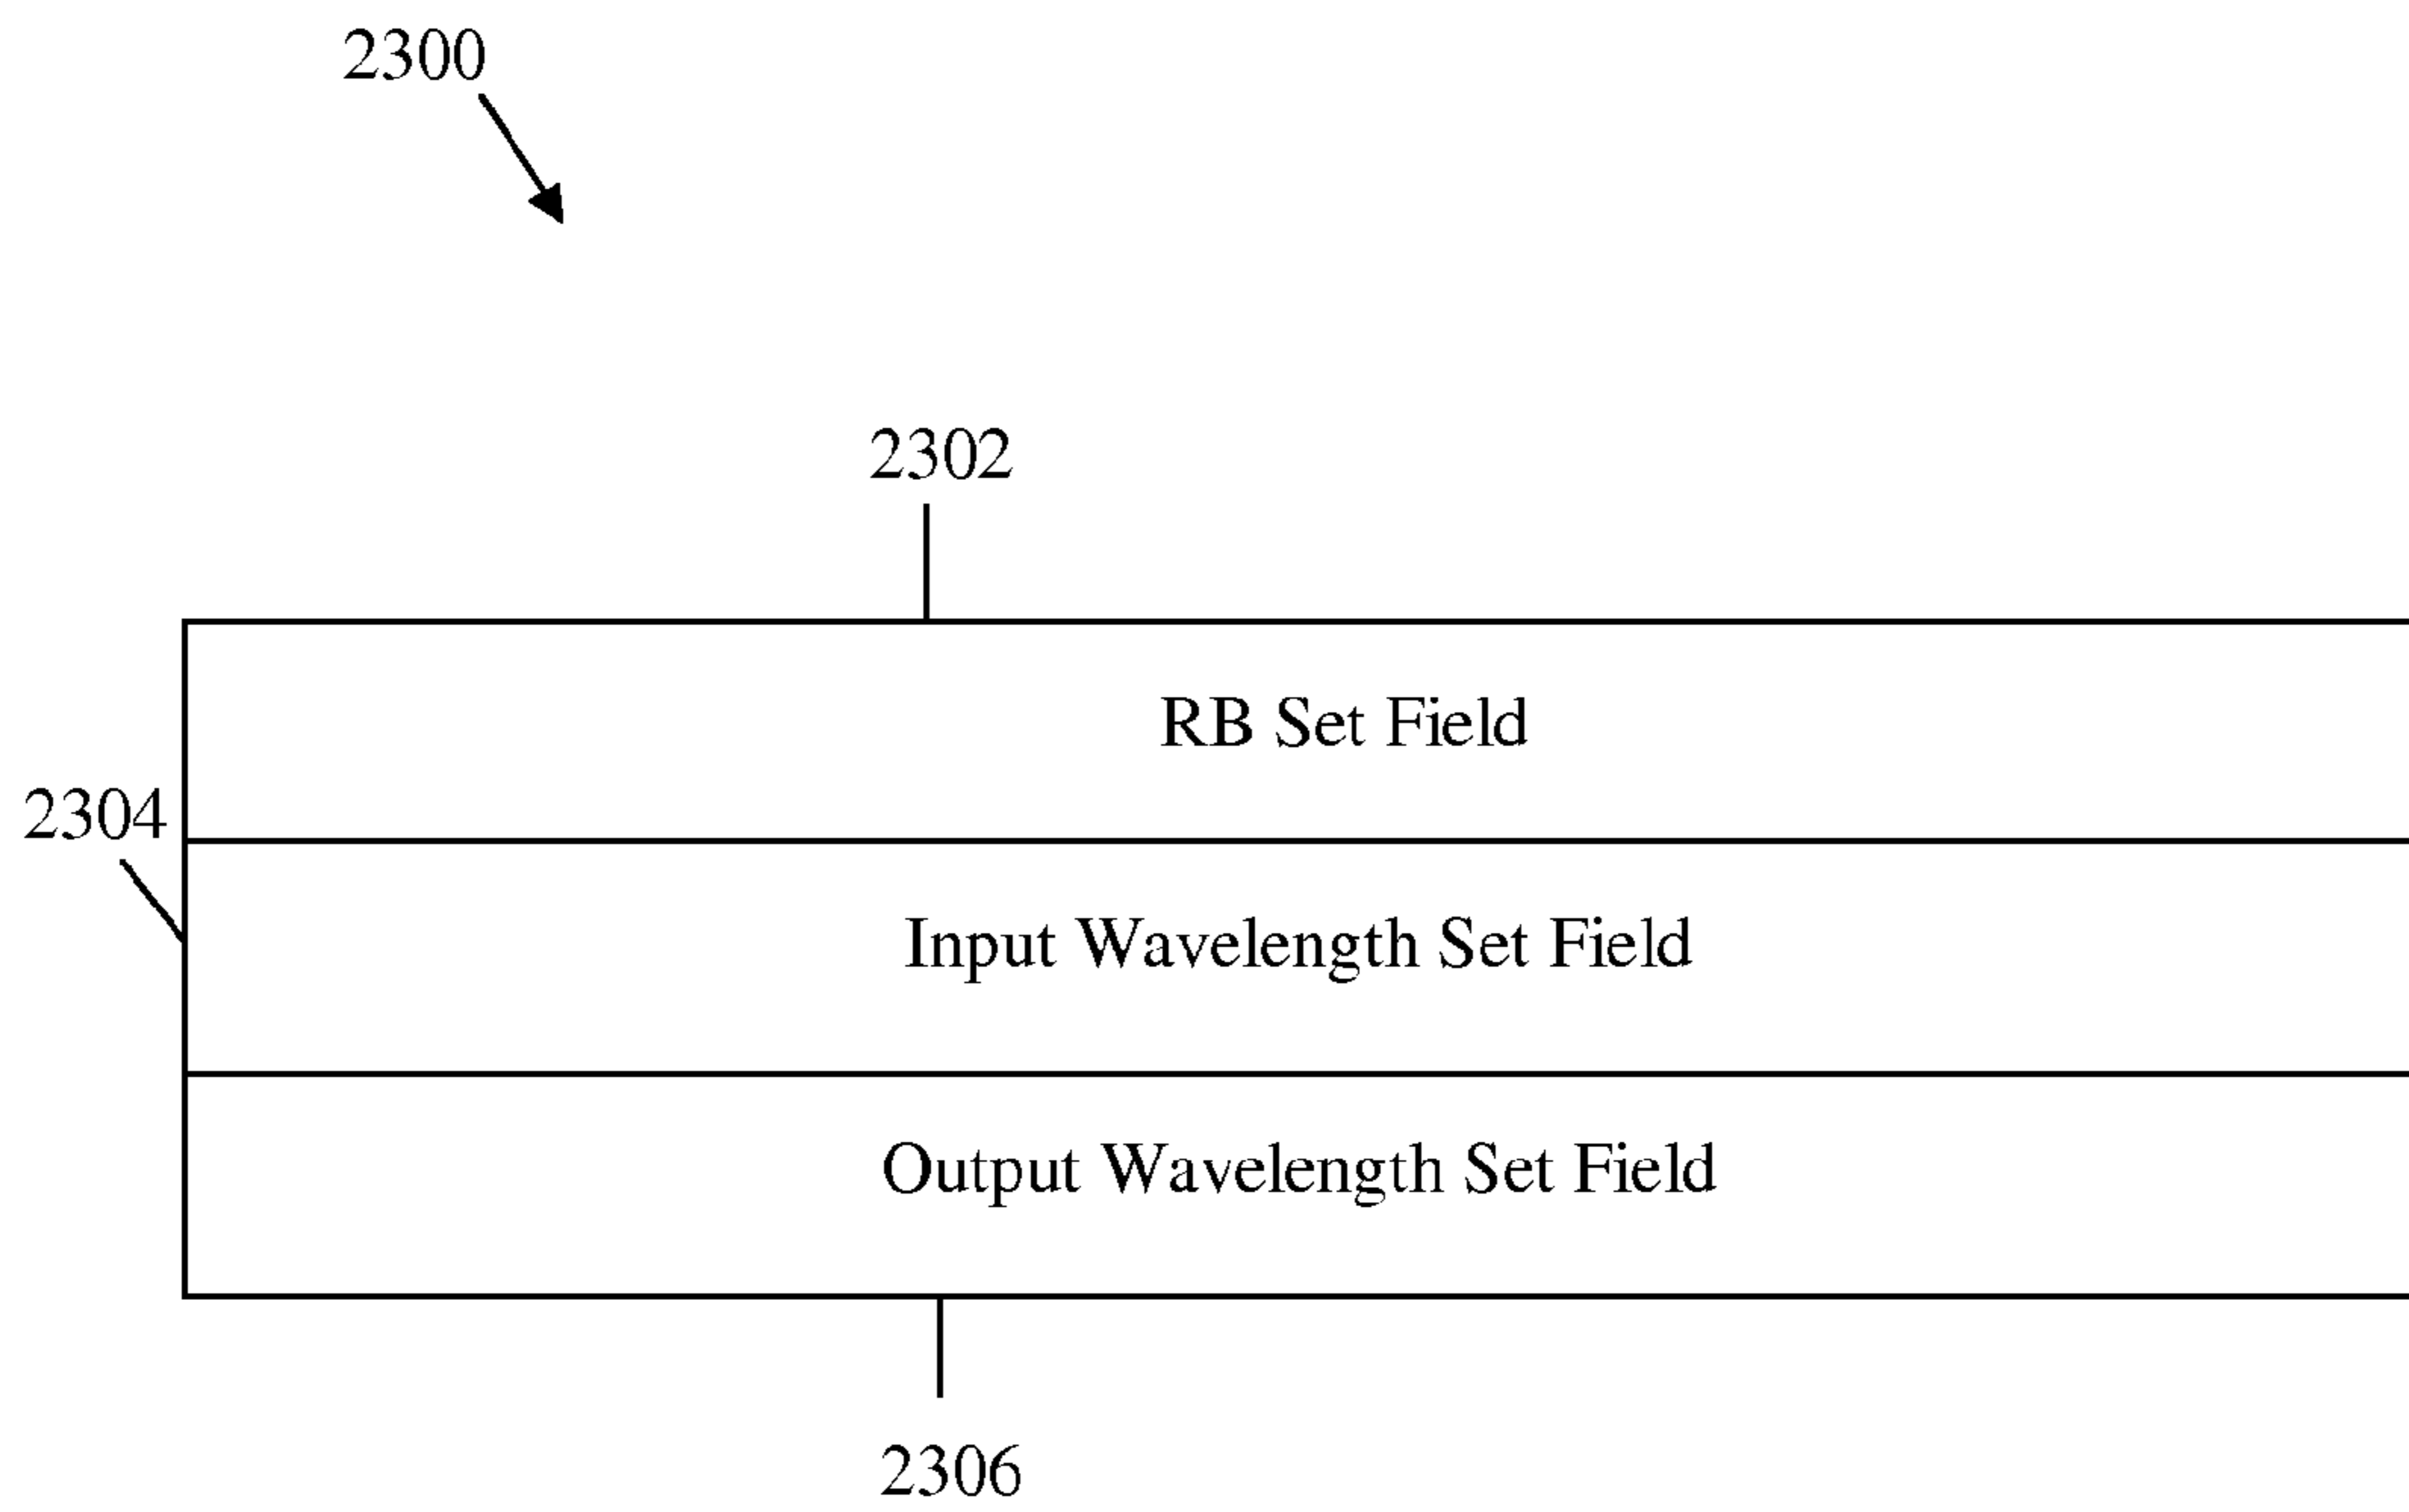 2300
2302
RB Set Field
2304
Input Wavelength Set Field
Output Wavelength Set Field
2306